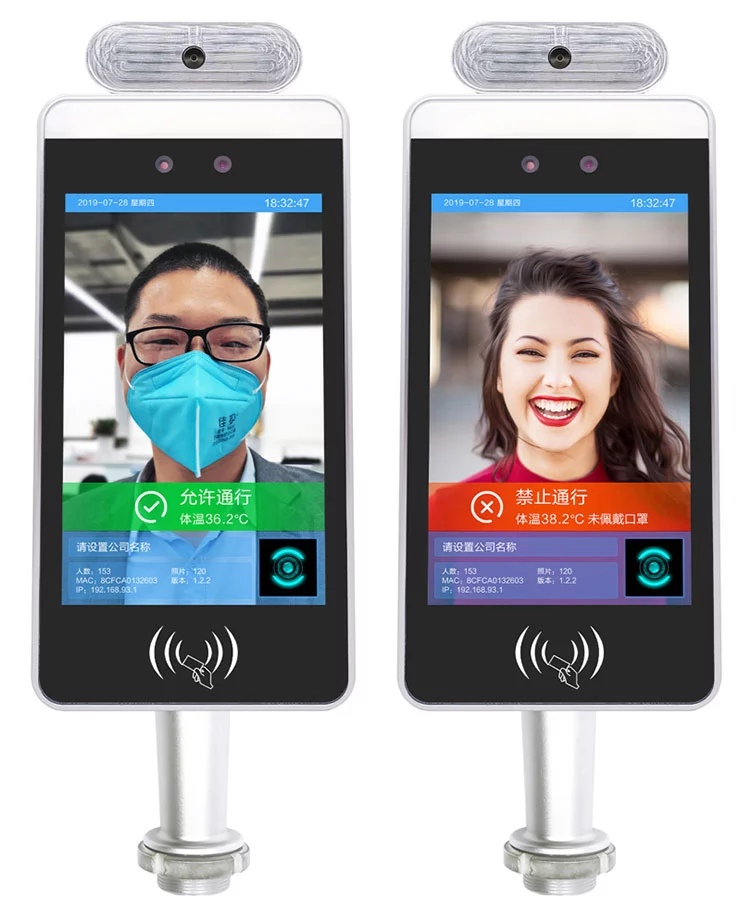 2019-07-28 星期四 18:32:47
允许通行
体温36.2℃
请设置公司名称
人数：153 照片：120
MAC：8CFCA0132603 版本：1.2.2
IP：192.168.93.1
2019-07-28 星期四 18:32:47
禁止通行
体温38.2℃ 未佩戴口罩
请设置公司名称
人数：153 照片：120
MAC：8CFCA0132603 版本：1.2.2
IP：192.168.93.1